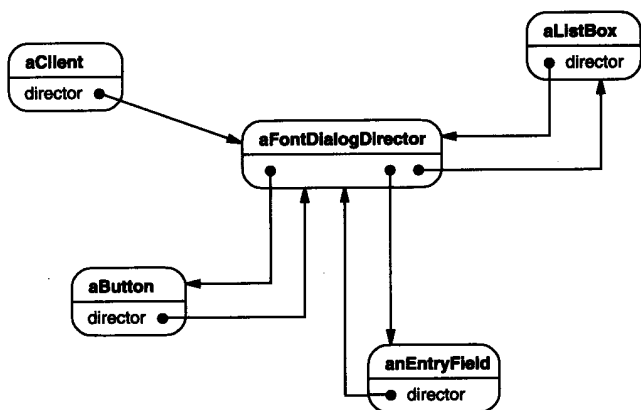 aClient
director
aListBox
director
aFontDialogDirector
aButton
director
anEntryField
director